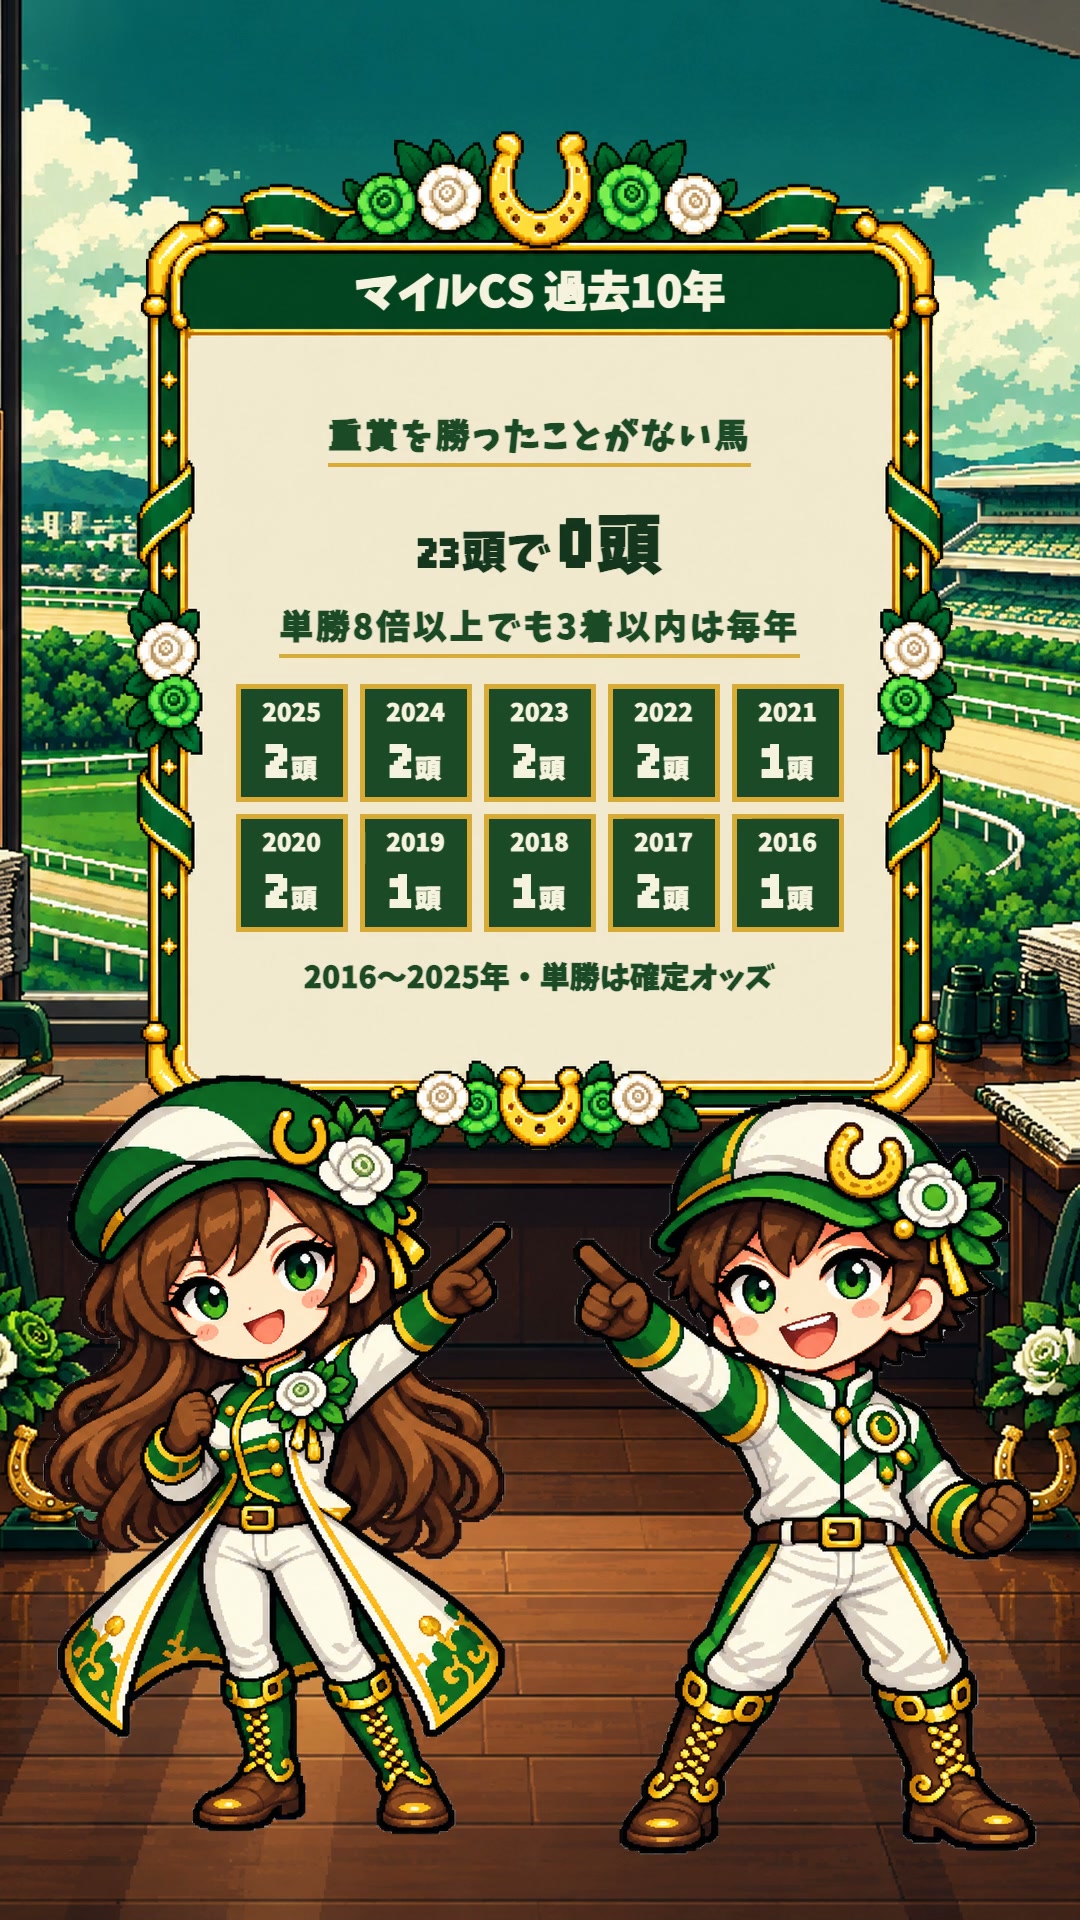 マイルCS 過去10年
重賞を勝ったことがない馬
23頭で0頭
単勝8倍以上でも3着以内は毎年
2025 2024 2023 2022 2021
2頭 2頭 2頭 2頭 1頭
2020 2019 2018 2017 2016
2頭 1頭 1頭 2頭 1頭
2016〜2025年・単勝は確定オッズ